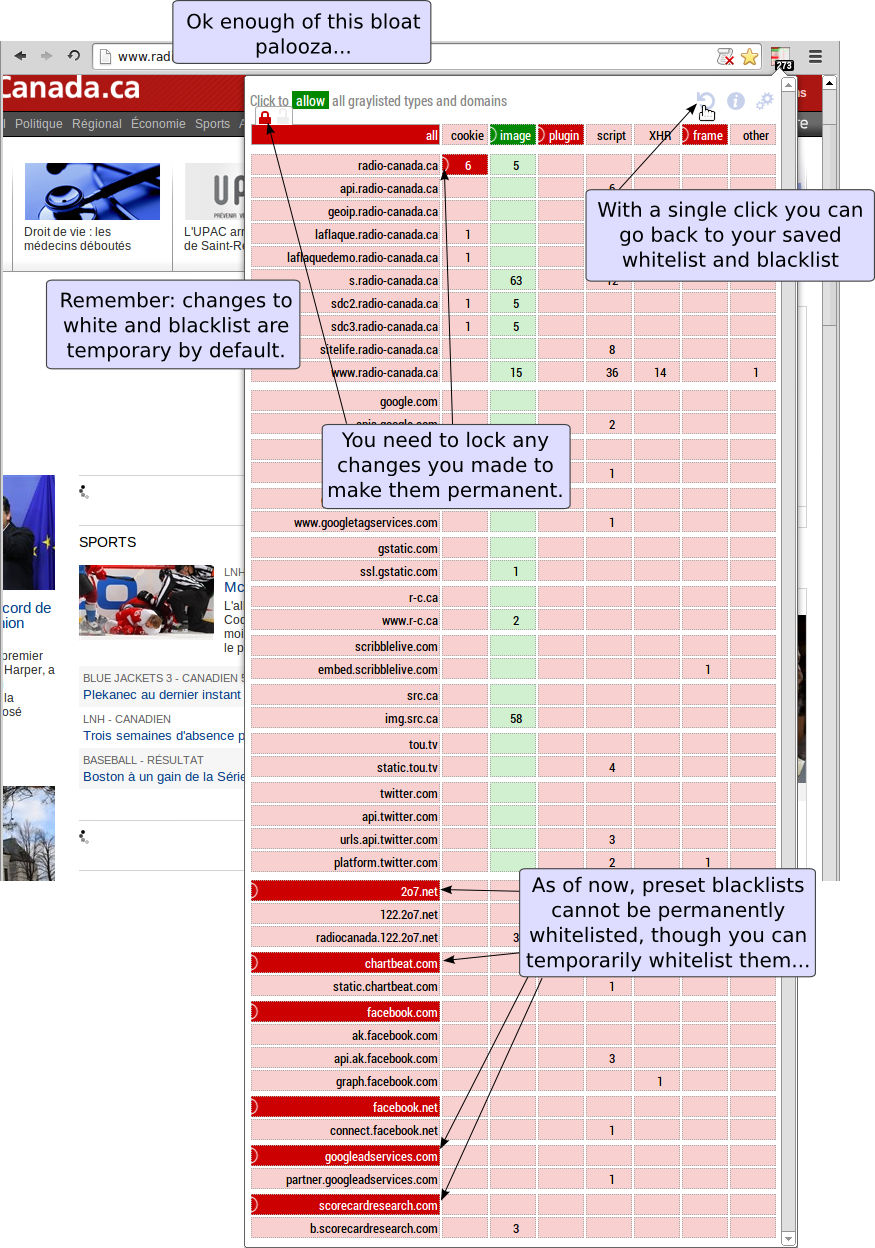 Ok enough of this bloat
palooza...
www.rad
273
Canada.ca
Politique Régional Économie Sports
Click to allow all graylisted types and domains
all cookie image plugin script XHR frame other
radio-canada.ca 6 5
api.radio-canada.ca
geoip.radio-canada.ca
laflaque.radio-canada.ca 1
laflaquedemo.radio-canada.ca 1
s.radio-canada.ca 63 12
sdc2.radio-canada.ca 1 5
sdc3.radio-canada.ca 1 5
sitelife.radio-canada.ca 8
www.radio-canada.ca 15 36 14 1
google.com
2
1
www.googletagservices.com 1
gstatic.com
ssl.gstatic.com 1
r-c.ca
www.r-c.ca 2
scribblelive.com
embed.scribblelive.com 1
src.ca
img.src.ca 58
tou.tv
static.tou.tv 4
twitter.com
api.twitter.com
urls.api.twitter.com 3
platform.twitter.com 2 1
2o7.net
122.2o7.net
radiocanada.122.2o7.net 3
chartbeat.com
static.chartbeat.com 1
facebook.com
ak.facebook.com
api.ak.facebook.com 3
graph.facebook.com 1
facebook.net
connect.facebook.net 1
googleadservices.com
partner.googleadservices.com 1
scorecardresearch.com
b.scorecardresearch.com 3
With a single click you can
go back to your saved
whitelist and blacklist
Remember: changes to
white and blacklist are
temporary by default.
You need to lock any
changes you made to
make them permanent.
As of now, preset blacklists
cannot be permanently
whitelisted, though you can
temporarily whitelist them...
Droit de vie : les
médecins déboutés
L'UPAC arr
de Saint-Re
SPORTS
LNH
Mc
L'al
Coc
moi
le p
BLUE JACKETS 3 - CANADIEN 5
Plekanec au dernier instant
LNH - CANADIEN
Trois semaines d'absence p
BASEBALL - RÉSULTAT
Boston à un gain de la Série
cord de
nion
premier
Harper, a
la
osé